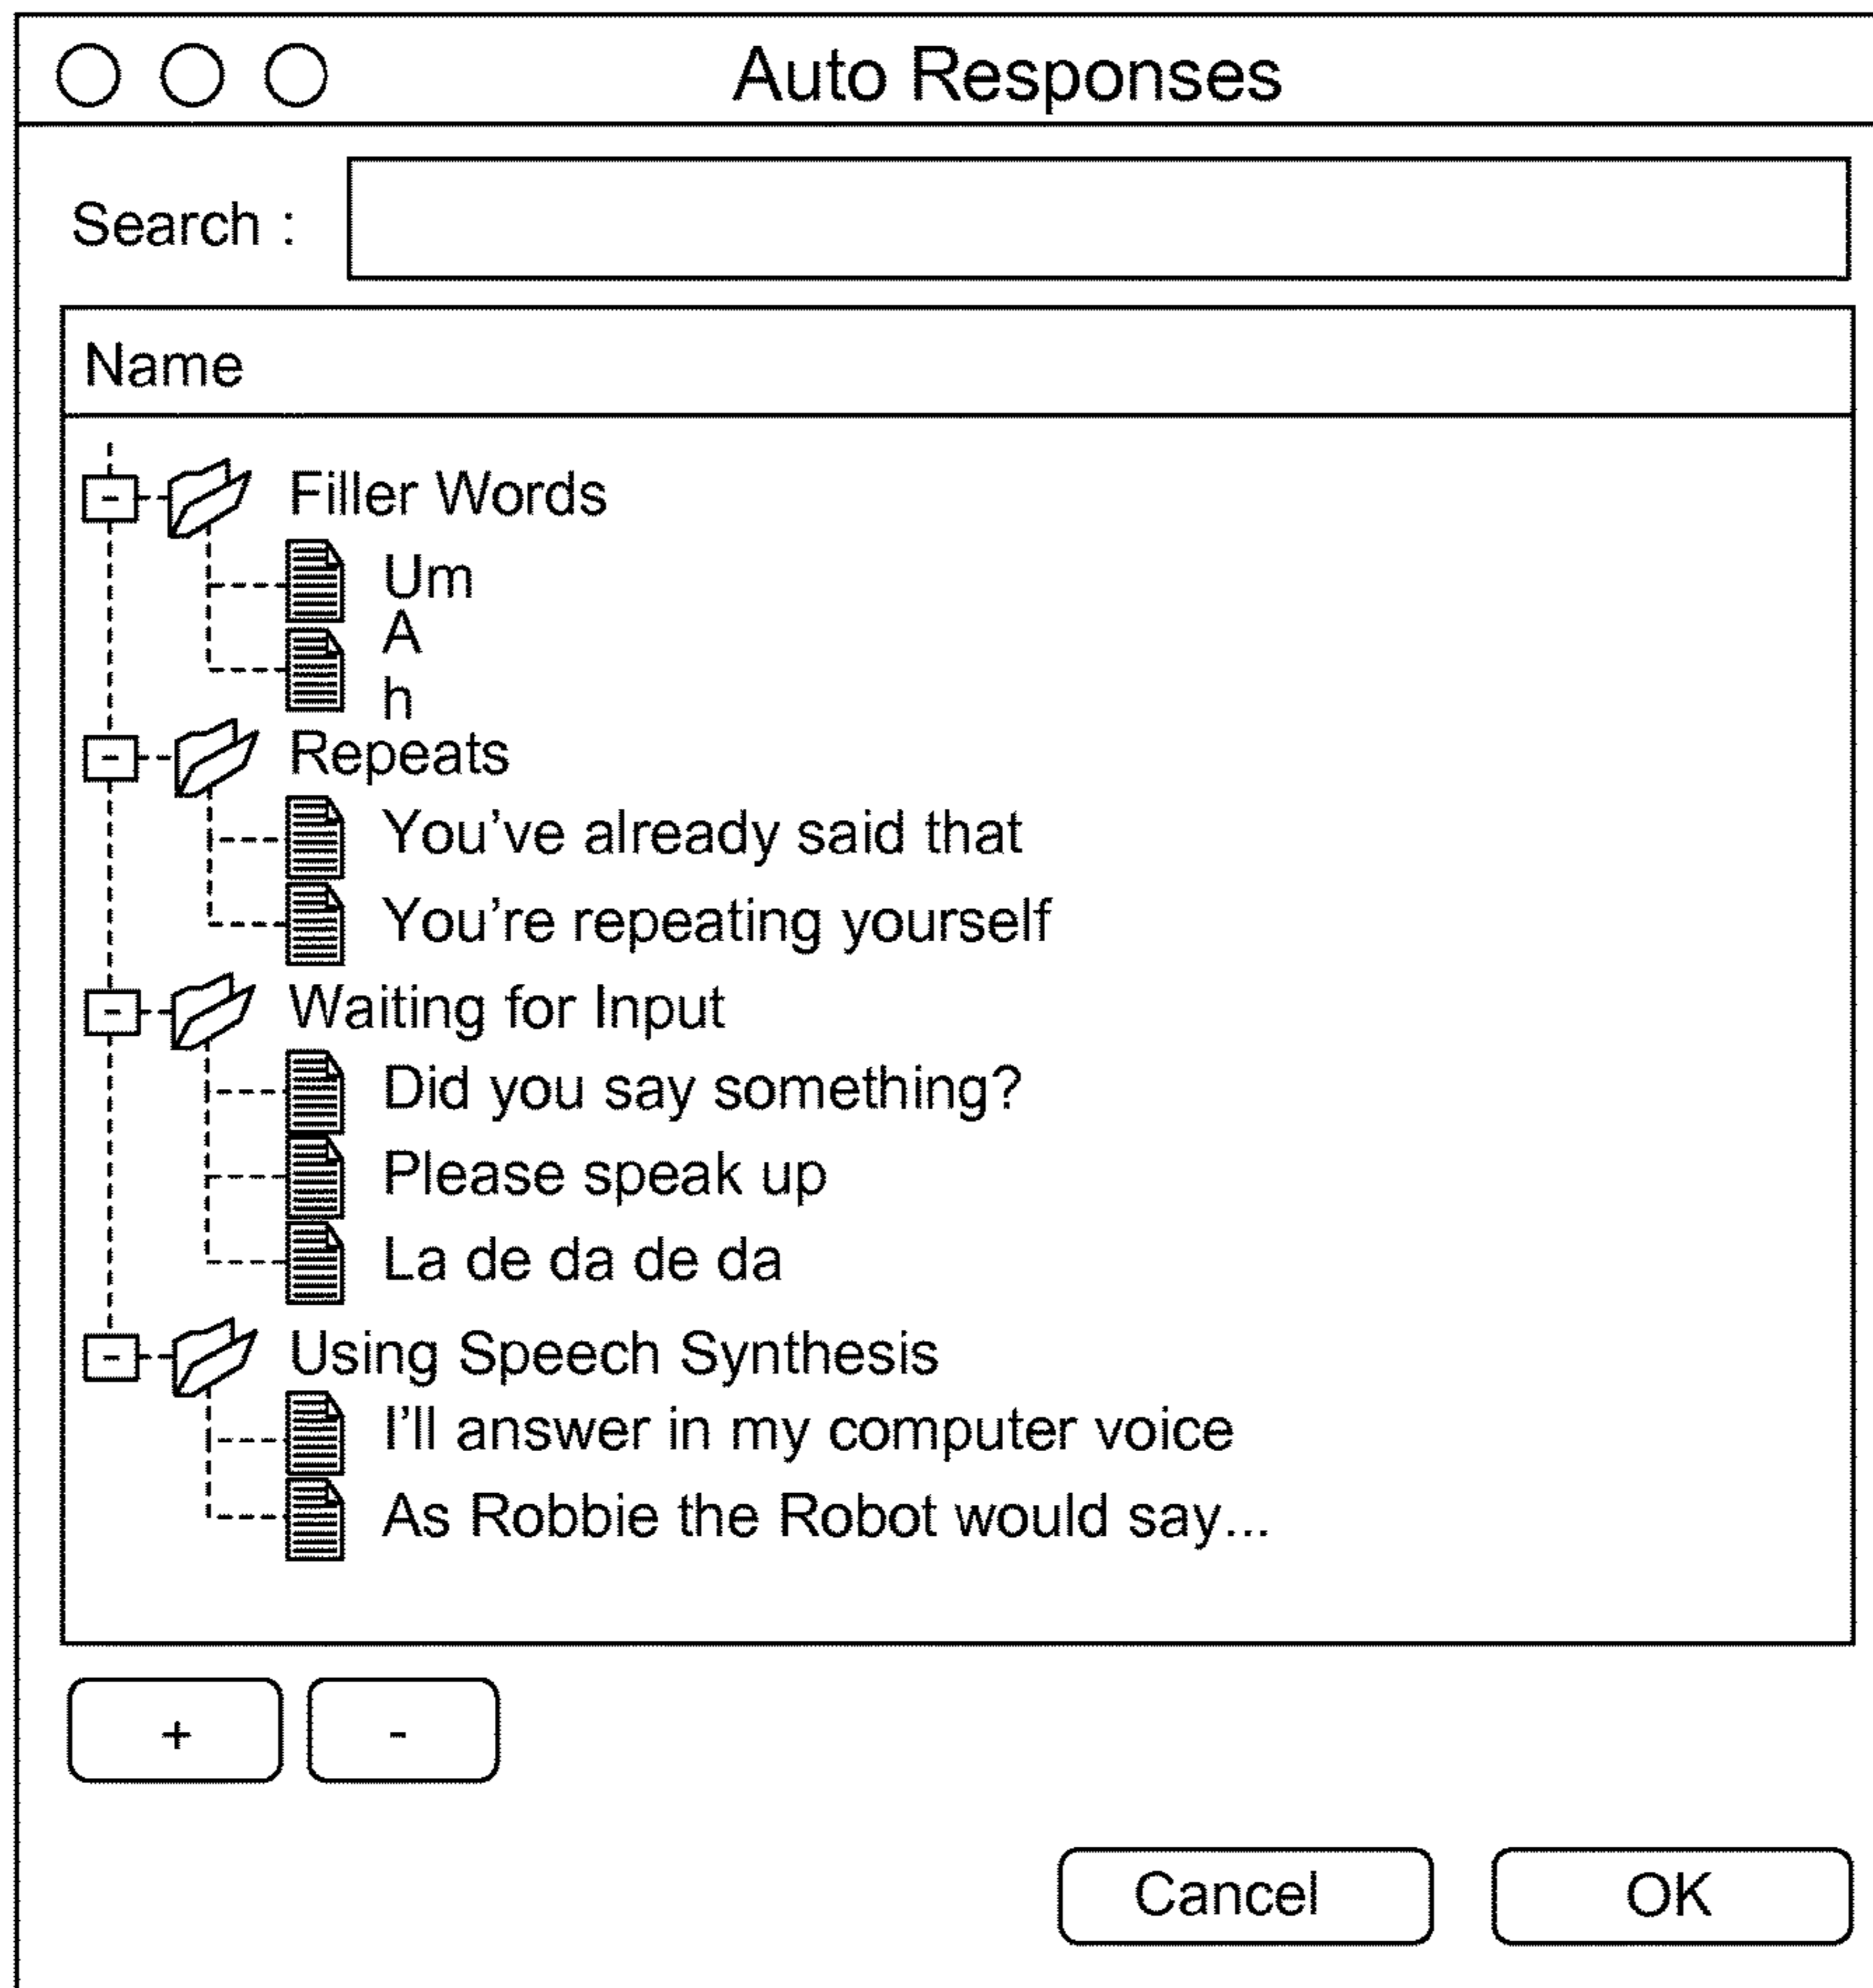 Auto Responses
Search :
Name
- Filler Words
Um
A
h
- Repeats
You’ve already said that
You’re repeating yourself
- Waiting for Input
Did you say something?
Please speak up
La de da de da
- Using Speech Synthesis
I’ll answer in my computer voice
As Robbie the Robot would say...
+ -
Cancel OK